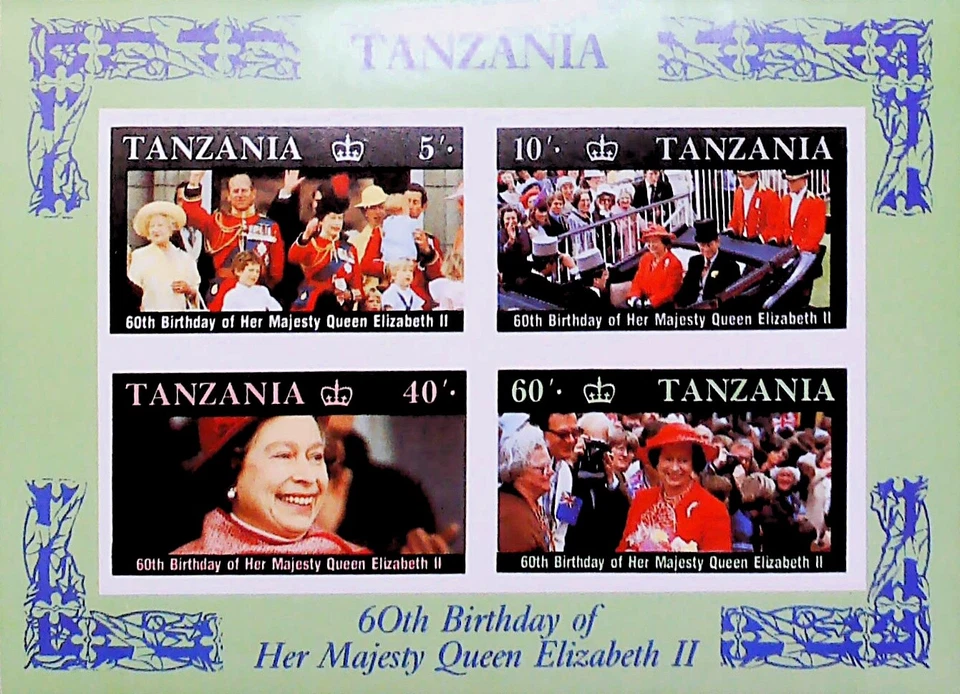 TANZANIA
TANZANIA 5'·
60th Birthday of Her Majesty Queen Elizabeth II
10'· TANZANIA
60th Birthday of Her Majesty Queen Elizabeth II
TANZANIA 40'·
60th Birthday of Her Majesty Queen Elizabeth II
60'· TANZANIA
60th Birthday of Her Majesty Queen Elizabeth II
60th Birthday of
Her Majesty Queen Elizabeth II